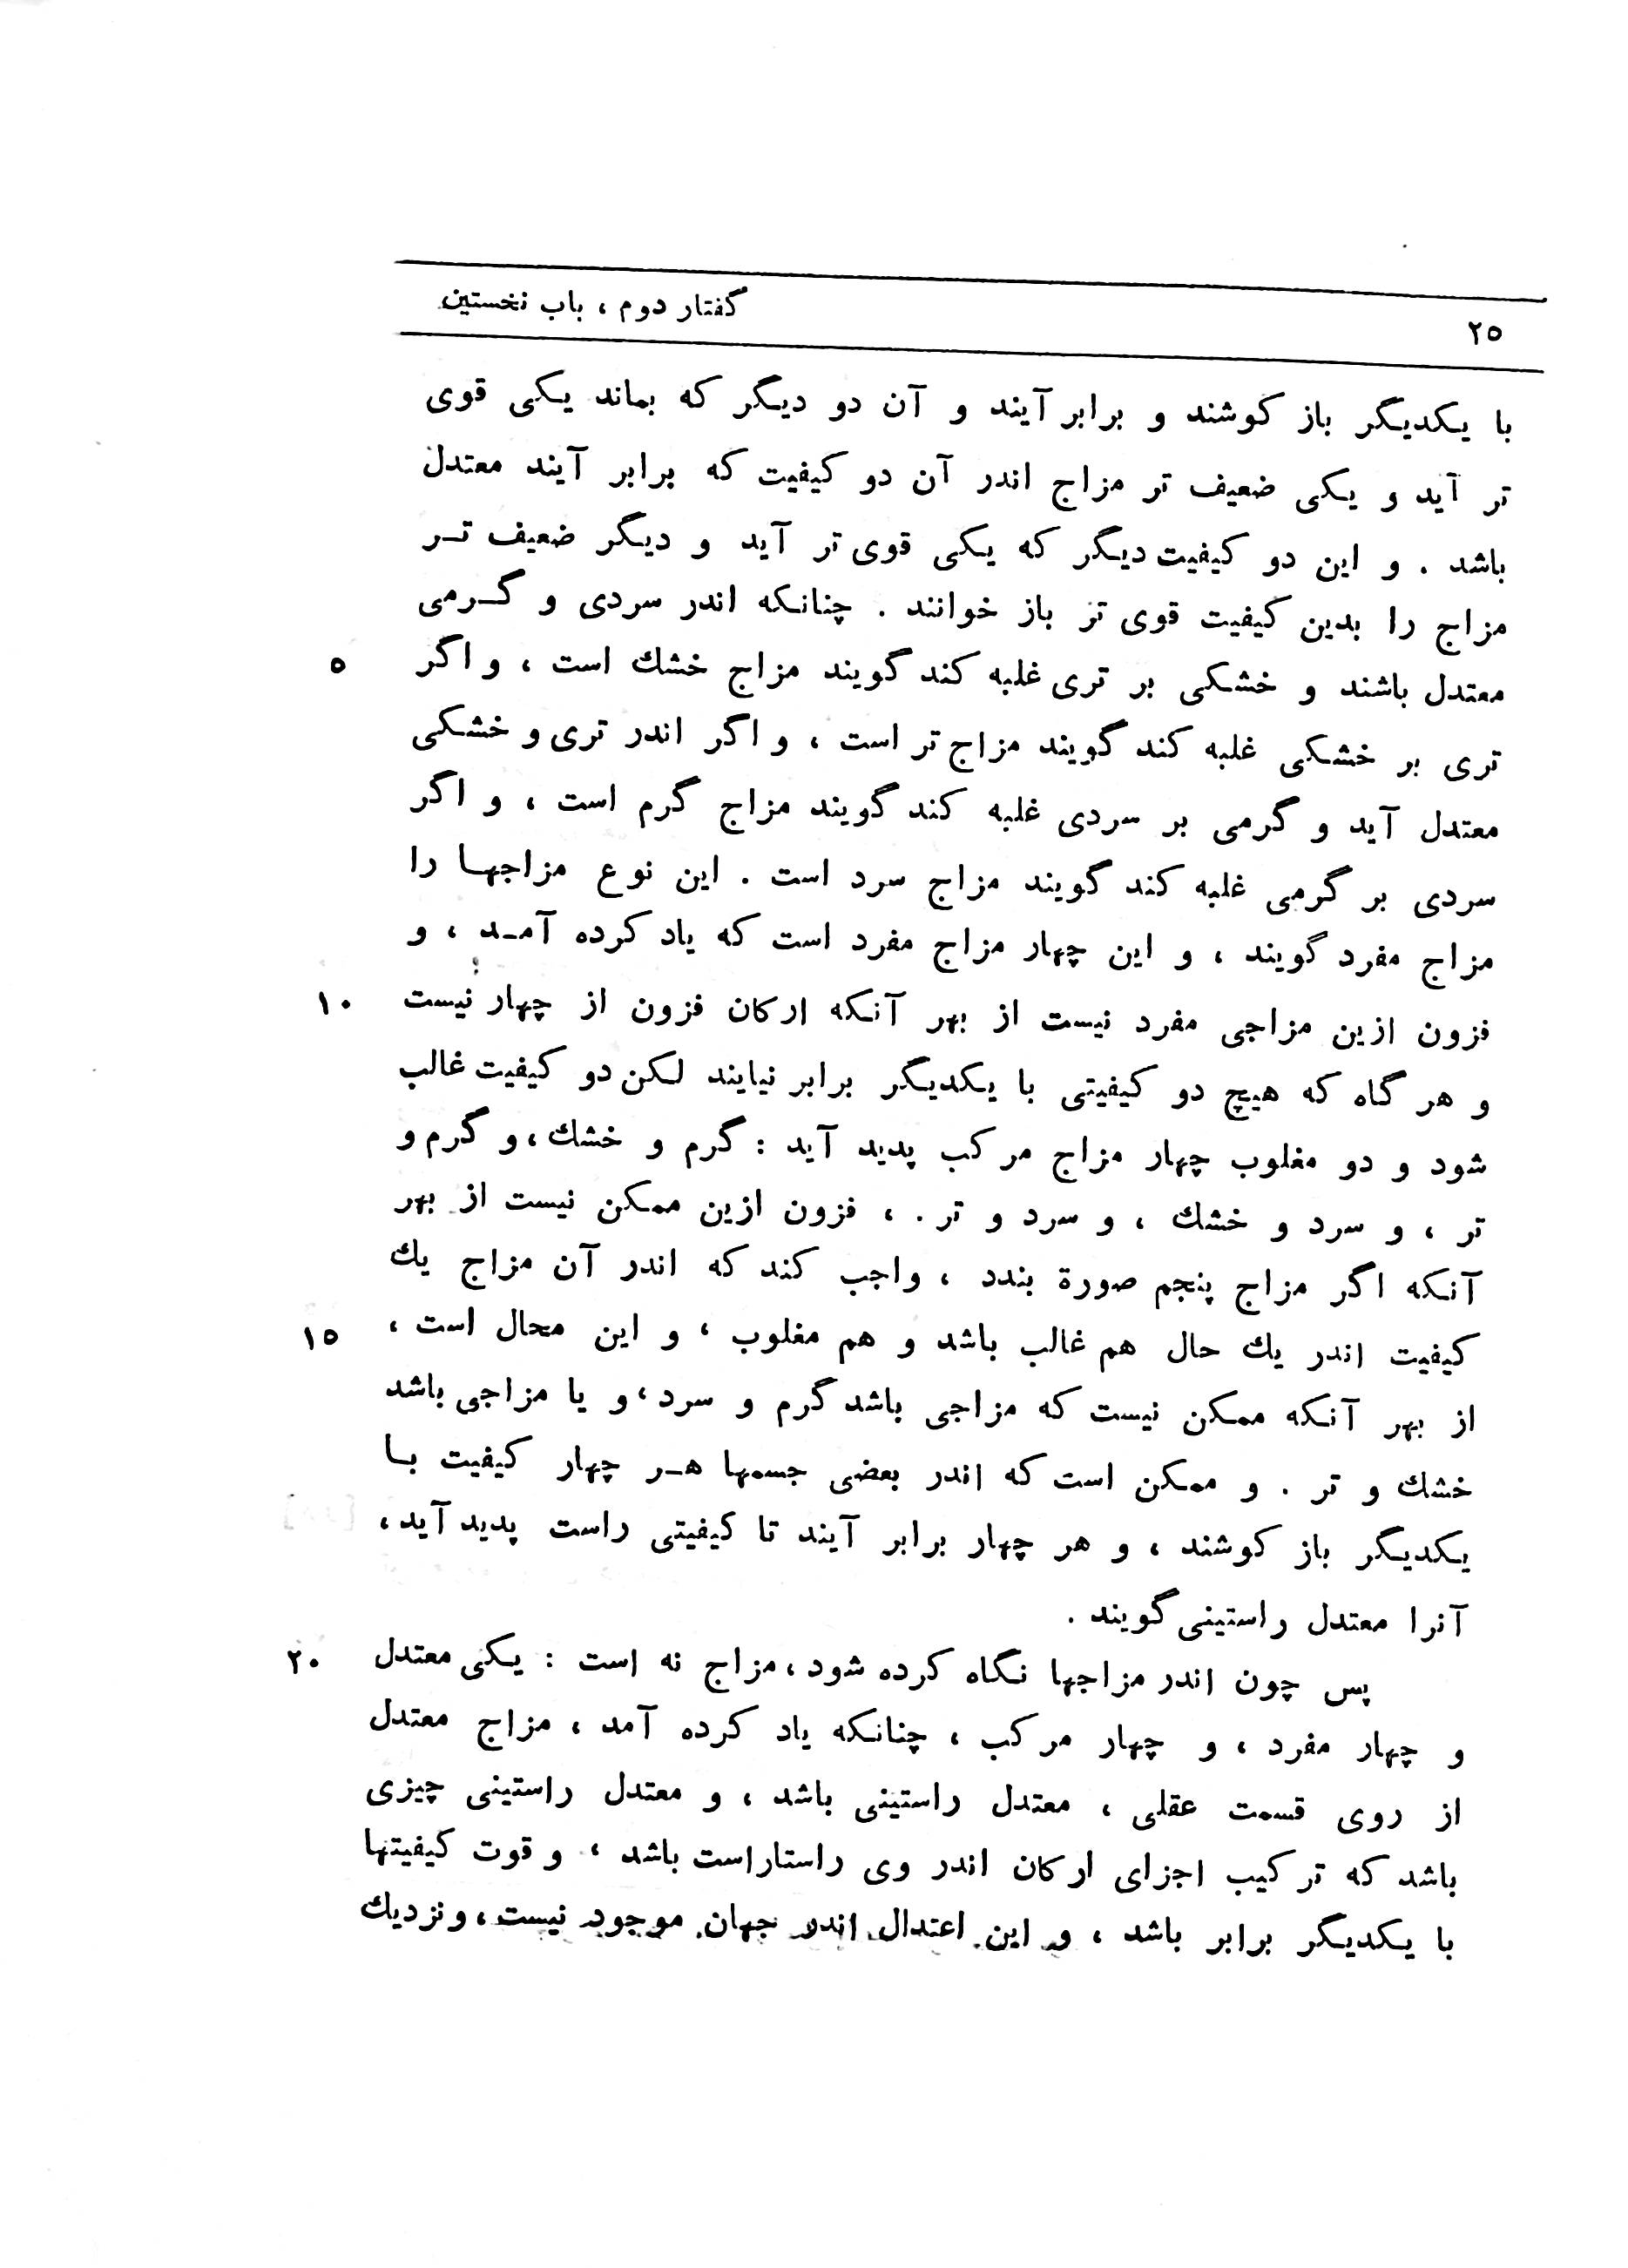 گفتار دوم ، باب نخستین
۲۵
با یکدیگر باز کوشند و برابر آیند و آن دو دیگر که بماند یکی قوی
تر آید و یکی ضعیف تر مزاج اندر آن دو کیفیت که برابر آیند معتدل
باشد . و این دو کیفیت دیگر که یکی قوی تر آید و دیگر ضعیف تر
مزاج را بدین کیفیت قوی تر باز خوانند . چنانکه اندر سردی و گرمی
معتدل باشند و خشکی بر تری غلبه کند گویند مزاج خشك است ، و اگر
۵
تری بر خشکی غلبه کند گویند مزاج تر است ، و اگر اندر تری و خشکی
معتدل آید و گرمی بر سردی غلبه کند گویند مزاج گرم است ، و اگر
سردی بر گرمی غلبه کند گویند مزاج سرد است . این نوع مزاجها را
مزاج مفرد گویند ، و این چهار مزاج مفرد است که یاد کرده آمد ، و
فزون ازین مزاجی مفرد نیست از بهر آنکه ارکان فزون از چهار نیست
۱۰
و هر گاه که هیچ دو کیفیتی با یکدیگر برابر نیایند لکن دو کیفیت غالب
شود و دو مغلوب چهار مزاج مرکب پدید آید : گرم و خشك ، و گرم و
تر ، و سرد و خشك ، و سرد و تر . ، فزون ازین ممکن نیست از بهر
آنکه اگر مزاج پنجم صورة بندد ، واجب کند که اندر آن مزاج یك
کیفیت اندر یك حال هم غالب باشد و هم مغلوب ، و این محال است ،
۱۵
از بهر آنکه ممکن نیست که مزاجی باشد گرم و سرد ، و یا مزاجی باشد
خشك و تر . و ممکن است که اندر بعضی جسمها هر چهار کیفیت با
یکدیگر باز کوشند ، و هر چهار برابر آیند تا کیفیتی راست پدید آید ،
آنرا معتدل راستینی گویند .
پس چون اندر مزاجها نگاه کرده شود ، مزاج نه است : یکی معتدل
۲۰
و چهار مفرد ، و چهار مرکب ، چنانکه یاد کرده آمد ، مزاج معتدل
از روی قسمت عقلی ، معتدل راستینی باشد ، و معتدل راستینی چیزی
باشد که ترکیب اجزای ارکان اندر وی راستاراست باشد ، و قوت کیفیتها
با یکدیگر برابر باشد ، و این اعتدال اندر جهان موجود نیست ، و نزدیك